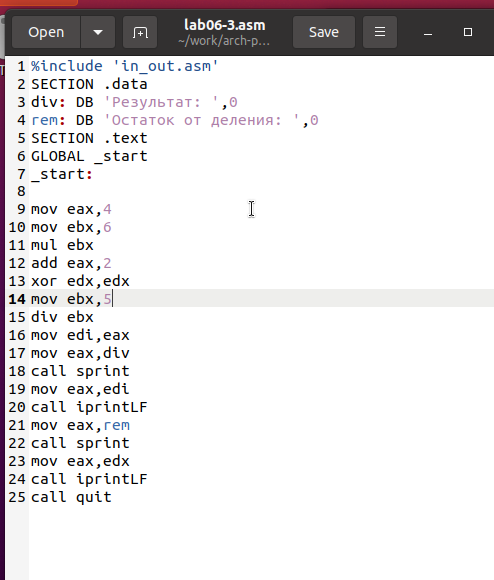 Open
lab06-3.asm
~/work/arch-p...
Save
1 %include 'in_out.asm'
2 SECTION .data
3 div: DB 'Результат: ',0
4 rem: DB 'Остаток от деления: ',0
5 SECTION .text
6 GLOBAL _start
7 _start:
8
9 mov eax,4
10 mov ebx,6
11 mul ebx
12 add eax,2
13 xor edx,edx
14 mov ebx,5
15 div ebx
16 mov edi,eax
17 mov eax,div
18 call sprint
19 mov eax,edi
20 call iprintLF
21 mov eax,rem
22 call sprint
23 mov eax,edx
24 call iprintLF
25 call quit